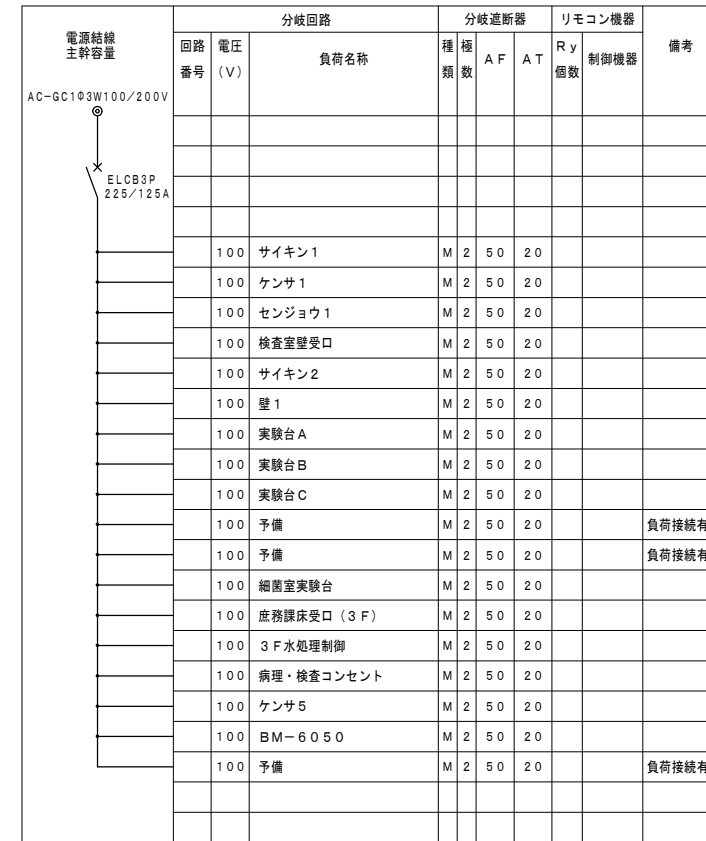 電源結線
主幹容量
分岐回路 分岐遮断器 リモコン機器 備考
回路番号 電圧(V) 負荷名称 種類 極数 AF AT Ry個数 制御機器
AC-GC1Φ3W100/200V
ELCB3P
225/125A
100 サイキン1 M 2 50 20
100 ケンサ1 M 2 50 20
100 センジョウ1 M 2 50 20
100 検査室壁受口 M 2 50 20
100 サイキン2 M 2 50 20
100 壁1 M 2 50 20
100 実験台A M 2 50 20
100 実験台B M 2 50 20
100 実験台C M 2 50 20
100 予備 M 2 50 20 負荷接続有
100 予備 M 2 50 20 負荷接続有
100 細菌室実験台 M 2 50 20
100 庶務課床受口(3F) M 2 50 20
100 3F水処理制御 M 2 50 20
100 病理・検査コンセント M 2 50 20
100 ケンサ5 M 2 50 20
100 BM-6050 M 2 50 20
100 予備 M 2 50 20 負荷接続有